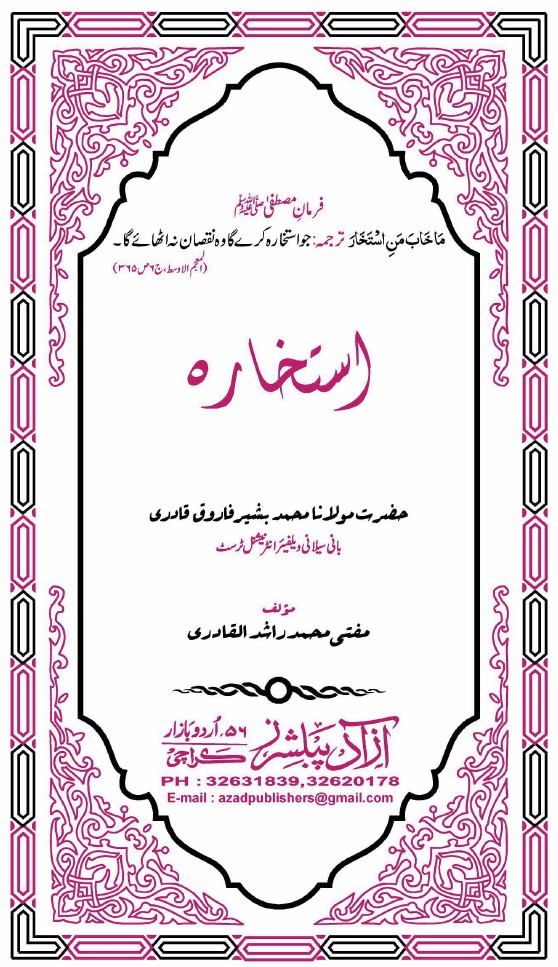 فرمانِ مصطفیٰ ﷺ
مَا خَابَ مَنِ اسْتَخَارَ ترجمہ: جو استخارہ کرے گا وہ نقصان نہ اٹھائے گا۔
(المعجم الاوسط، ج ۶ ص ۳۶۵)
استخارہ
حضرت مولانا محمد بشیر فاروق قادری
بانی سیلانی ویلفیئر انٹرنیشنل ٹرسٹ
مؤلف
مفتی محمد راشد القادری
آزاد پبلشرز ۵۶۔ اُردو بازار کراچی
PH : 32631839,32620178
E-mail : azadpublishers@gmail.com